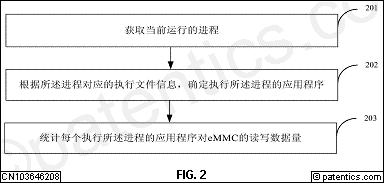 201
获取当前运行的进程
202
根据所述进程对应的执行文件信息，确定执行所述进程的应用程序
203
统计每个执行所述进程的应用程序对eMMC的读写数据量
CN103646208
FIG. 2
© patentics.com
©patentics.com